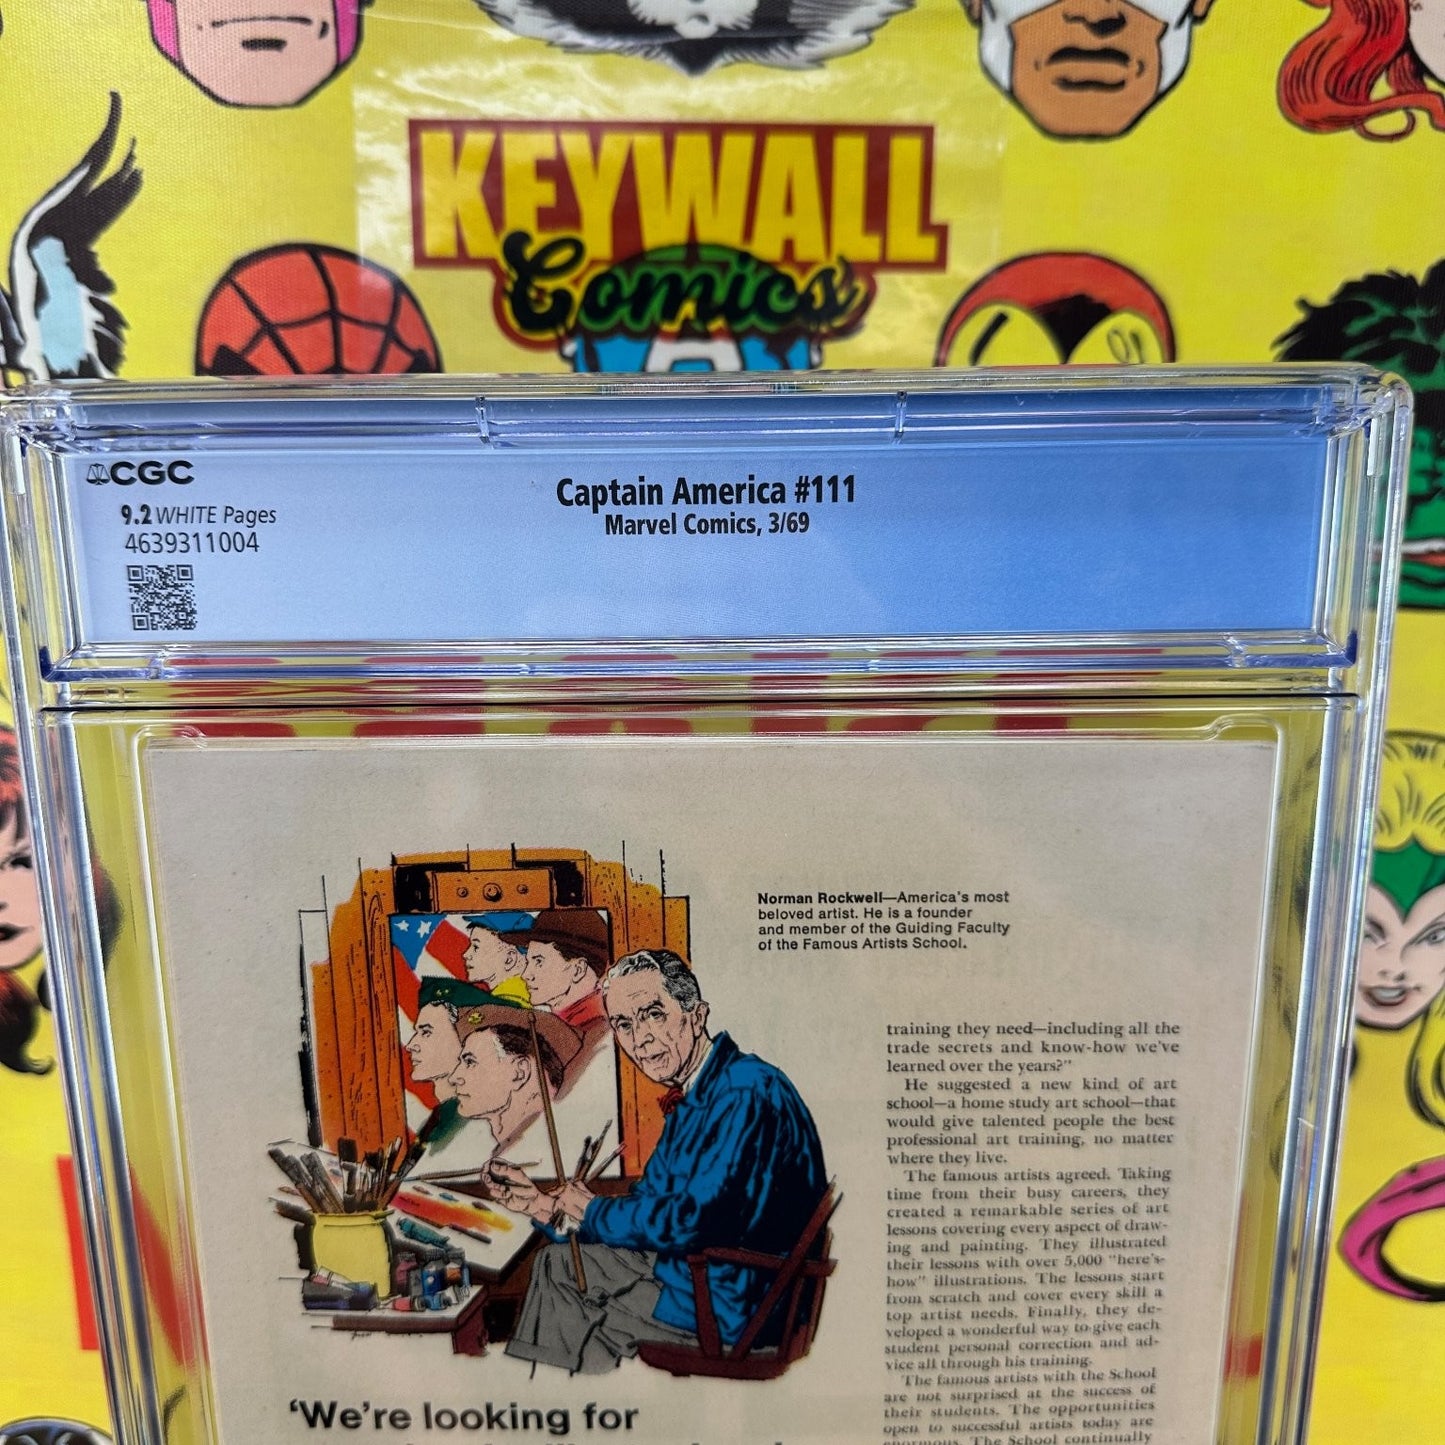 KEYWALL
Comics
CGC
9.2 WHITE Pages
4639311004
Captain America #111
Marvel Comics, 3/69
Norman Rockwell—America's most
beloved artist. He is a founder
and member of the Guiding Faculty
of the Famous Artists School.
training they need—including all the
trade secrets and know-how we've
learned over the years?"
He suggested a new kind of art
school—a home study art school—that
would give talented people the best
professional art training, no matter
where they live.
The famous artists agreed. Taking
time from their busy careers, they
created a remarkable series of art
lessons covering every aspect of draw-
ing and painting. They illustrated
their lessons with over 5,000 "here's-
how" illustrations. The lessons start
from scratch and cover every skill a
top artist needs. Finally, they de-
veloped a wonderful way to give each
student personal correction and ad-
vice all through his training.
The famous artists with the School
are not surprised at the success of
their students. The opportunities
open to successful artists today are
enormous. The School continually
'We're looking for